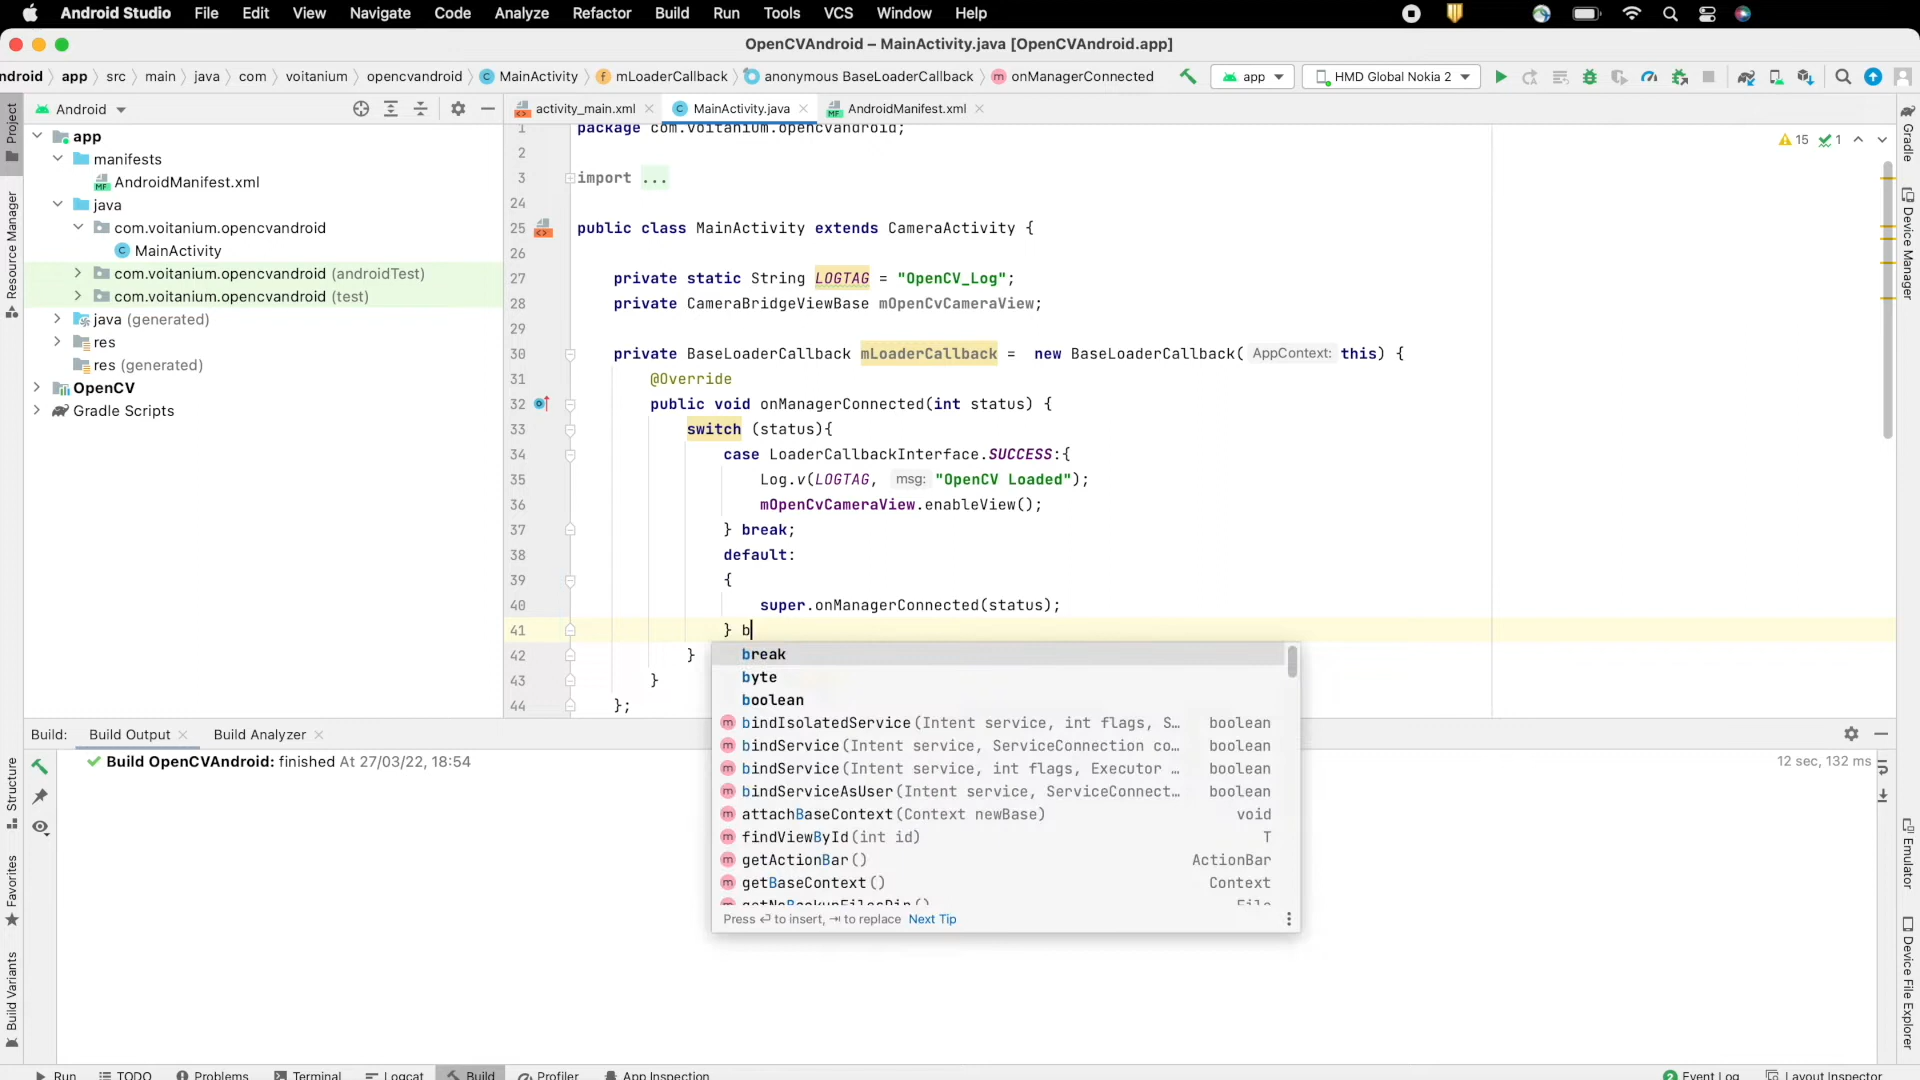 Android Studio File Edit View Navigate Code Analyze Refactor Build Run Tools VCS Window Help
OpenCVAndroid – MainActivity.java [OpenCVAndroid.app]
ndroid app src main java com voitanium opencvandroid MainActivity mLoaderCallback anonymous BaseLoaderCallback onManagerConnected app HMD Global Nokia 2
Project
Resource Manager
Structure
Favorites
Build Variants
Android
app
manifests
AndroidManifest.xml
java
com.voitanium.opencvandroid
MainActivity
com.voitanium.opencvandroid (androidTest)
com.voitanium.opencvandroid (test)
java (generated)
res
res (generated)
OpenCV
Gradle Scripts
activity_main.xml MainActivity.java AndroidManifest.xml
15 1
1 package com.voitanium.opencvandroid;
2
3 import ...
24
25 public class MainActivity extends CameraActivity {
26
27 private static String LOGTAG = "OpenCV_Log";
28 private CameraBridgeViewBase mOpenCvCameraView;
29
30 private BaseLoaderCallback mLoaderCallback = new BaseLoaderCallback( AppContext: this) {
31 @Override
32 public void onManagerConnected(int status) {
33 switch (status){
34 case LoaderCallbackInterface.SUCCESS:{
35 Log.v(LOGTAG, msg: "OpenCV Loaded");
36 mOpenCvCameraView.enableView();
37 } break;
38 default:
39 {
40 super.onManagerConnected(status);
41 } b
42 }
43 }
44 };
break
byte
boolean
bindIsolatedService(Intent service, int flags, S… boolean
bindService(Intent service, ServiceConnection co… boolean
bindService(Intent service, int flags, Executor … boolean
bindServiceAsUser(Intent service, ServiceConnect… boolean
attachBaseContext(Context newBase) void
findViewById(int id) T
getActionBar() ActionBar
getBaseContext() Context
getNoBackupFilesDir() File
Press ↵ to insert, ⇥ to replace Next Tip
Build: Build Output Build Analyzer
Build OpenCVAndroid: finished At 27/03/22, 18:54
12 sec, 132 ms
Gradle
Device Manager
Emulator
Device File Explorer
Run TODO Problems Terminal Logcat Build Profiler App Inspection 2 Event Log Layout Inspector